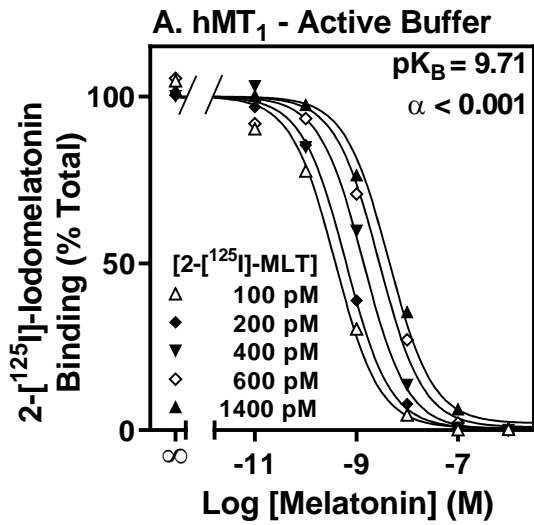 A. hMT₁ - Active Buffer
pK_B = 9.71
α < 0.001
100
50
0
2-[¹²⁵I]-Iodomelatonin
Binding (% Total)
[2-[¹²⁵I]-MLT]
100 pM
200 pM
400 pM
600 pM
1400 pM
∞ -11 -9 -7
Log [Melatonin] (M)